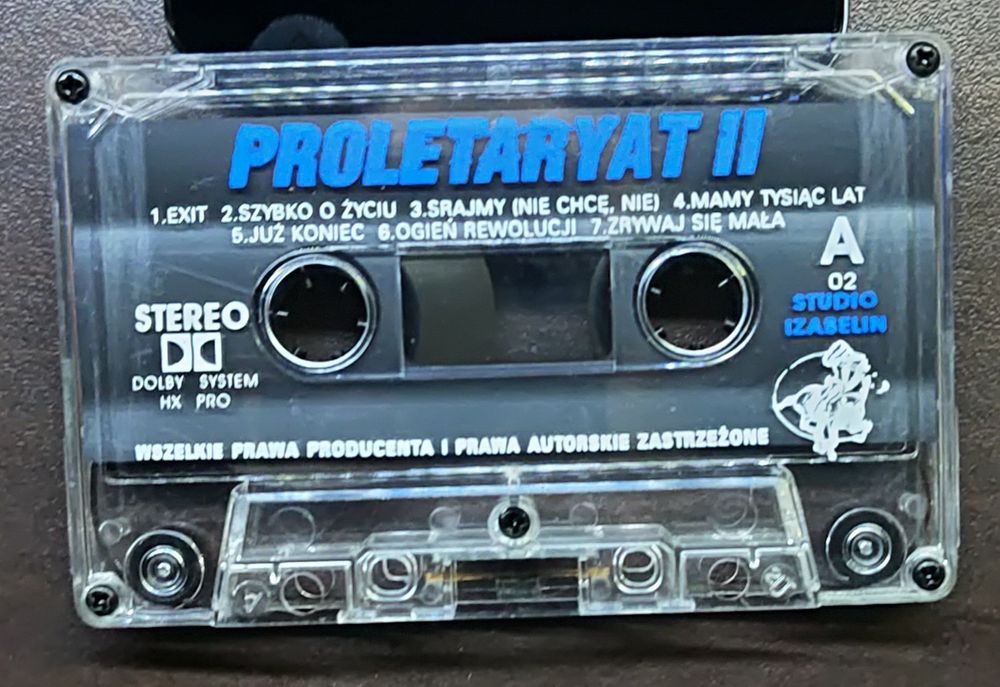 PROLETARYAT II
1.EXIT 2.SZYBKO O ŻYCIU 3.SRAJMY (NIE CHCĘ, NIE) 4.MAMY TYSIĄC LAT
5.JUŻ KONIEC 6.OGIEŃ REWOLUCJI 7.ZRYWAJ SIĘ MAŁA
A
02
STUDIO
IZABELIN
STEREO
DOLBY SYSTEM
HX PRO
WSZELKIE PRAWA PRODUCENTA I PRAWA AUTORSKIE ZASTRZEŻONE